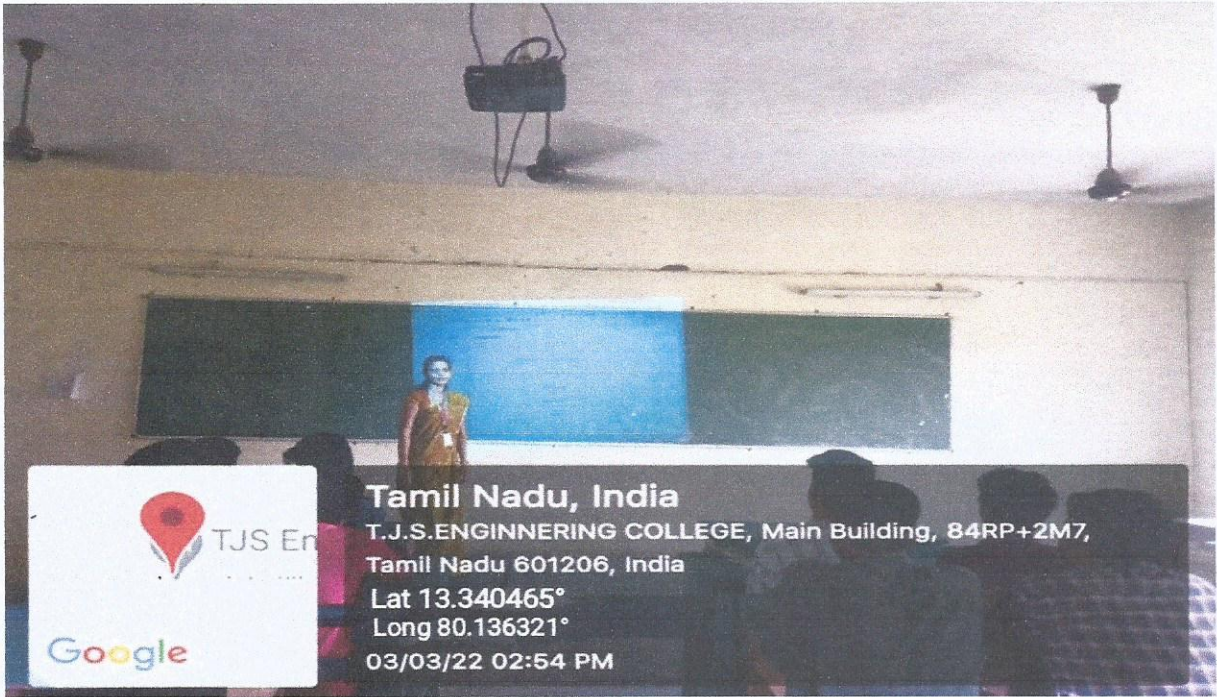 TJS En
Google
Tamil Nadu, India
T.J.S.ENGINNERING COLLEGE, Main Building, 84RP+2M7,
Tamil Nadu 601206, India
Lat 13.340465°
Long 80.136321°
03/03/22 02:54 PM